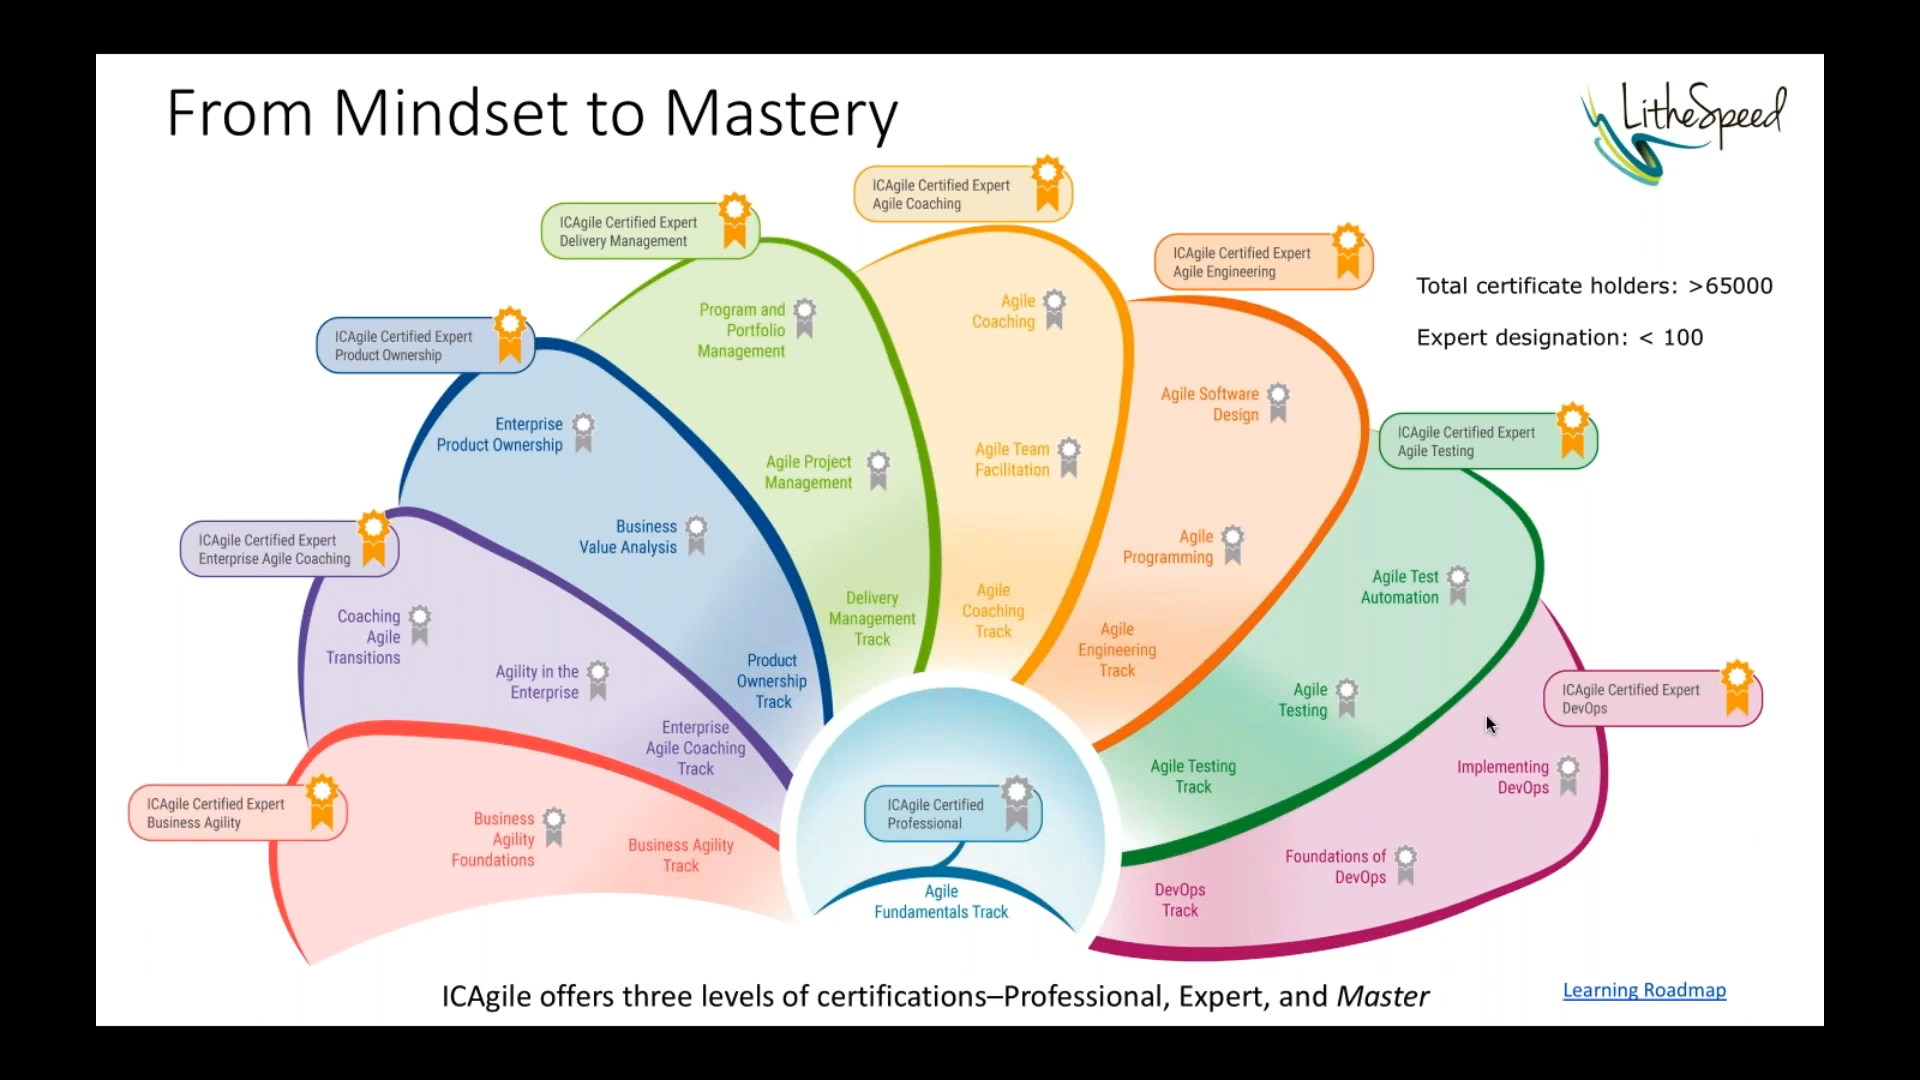 From Mindset to Mastery
LitheSpeed
ICAgile Certified Expert
Agile Coaching
ICAgile Certified Expert
Delivery Management
ICAgile Certified Expert
Agile Engineering
Total certificate holders: >65000
Expert designation: < 100
ICAgile Certified Expert
Product Ownership
ICAgile Certified Expert
Agile Testing
ICAgile Certified Expert
Enterprise Agile Coaching
ICAgile Certified Expert
DevOps
ICAgile Certified Expert
Business Agility
Business
Agility
Foundations
Business Agility
Track
Coaching
Agile
Transitions
Agility in the
Enterprise
Enterprise
Agile Coaching
Track
Enterprise
Product Ownership
Business
Value Analysis
Product
Ownership
Track
Program and
Portfolio
Management
Agile Project
Management
Delivery
Management
Track
Agile
Coaching
Agile Team
Facilitation
Agile
Coaching
Track
Agile Software
Design
Agile
Programming
Agile
Engineering
Track
Agile Test
Automation
Agile
Testing
Agile Testing
Track
Implementing
DevOps
Foundations of
DevOps
DevOps
Track
ICAgile Certified
Professional
Agile
Fundamentals Track
ICAgile offers three levels of certifications–Professional, Expert, and Master
Learning Roadmap